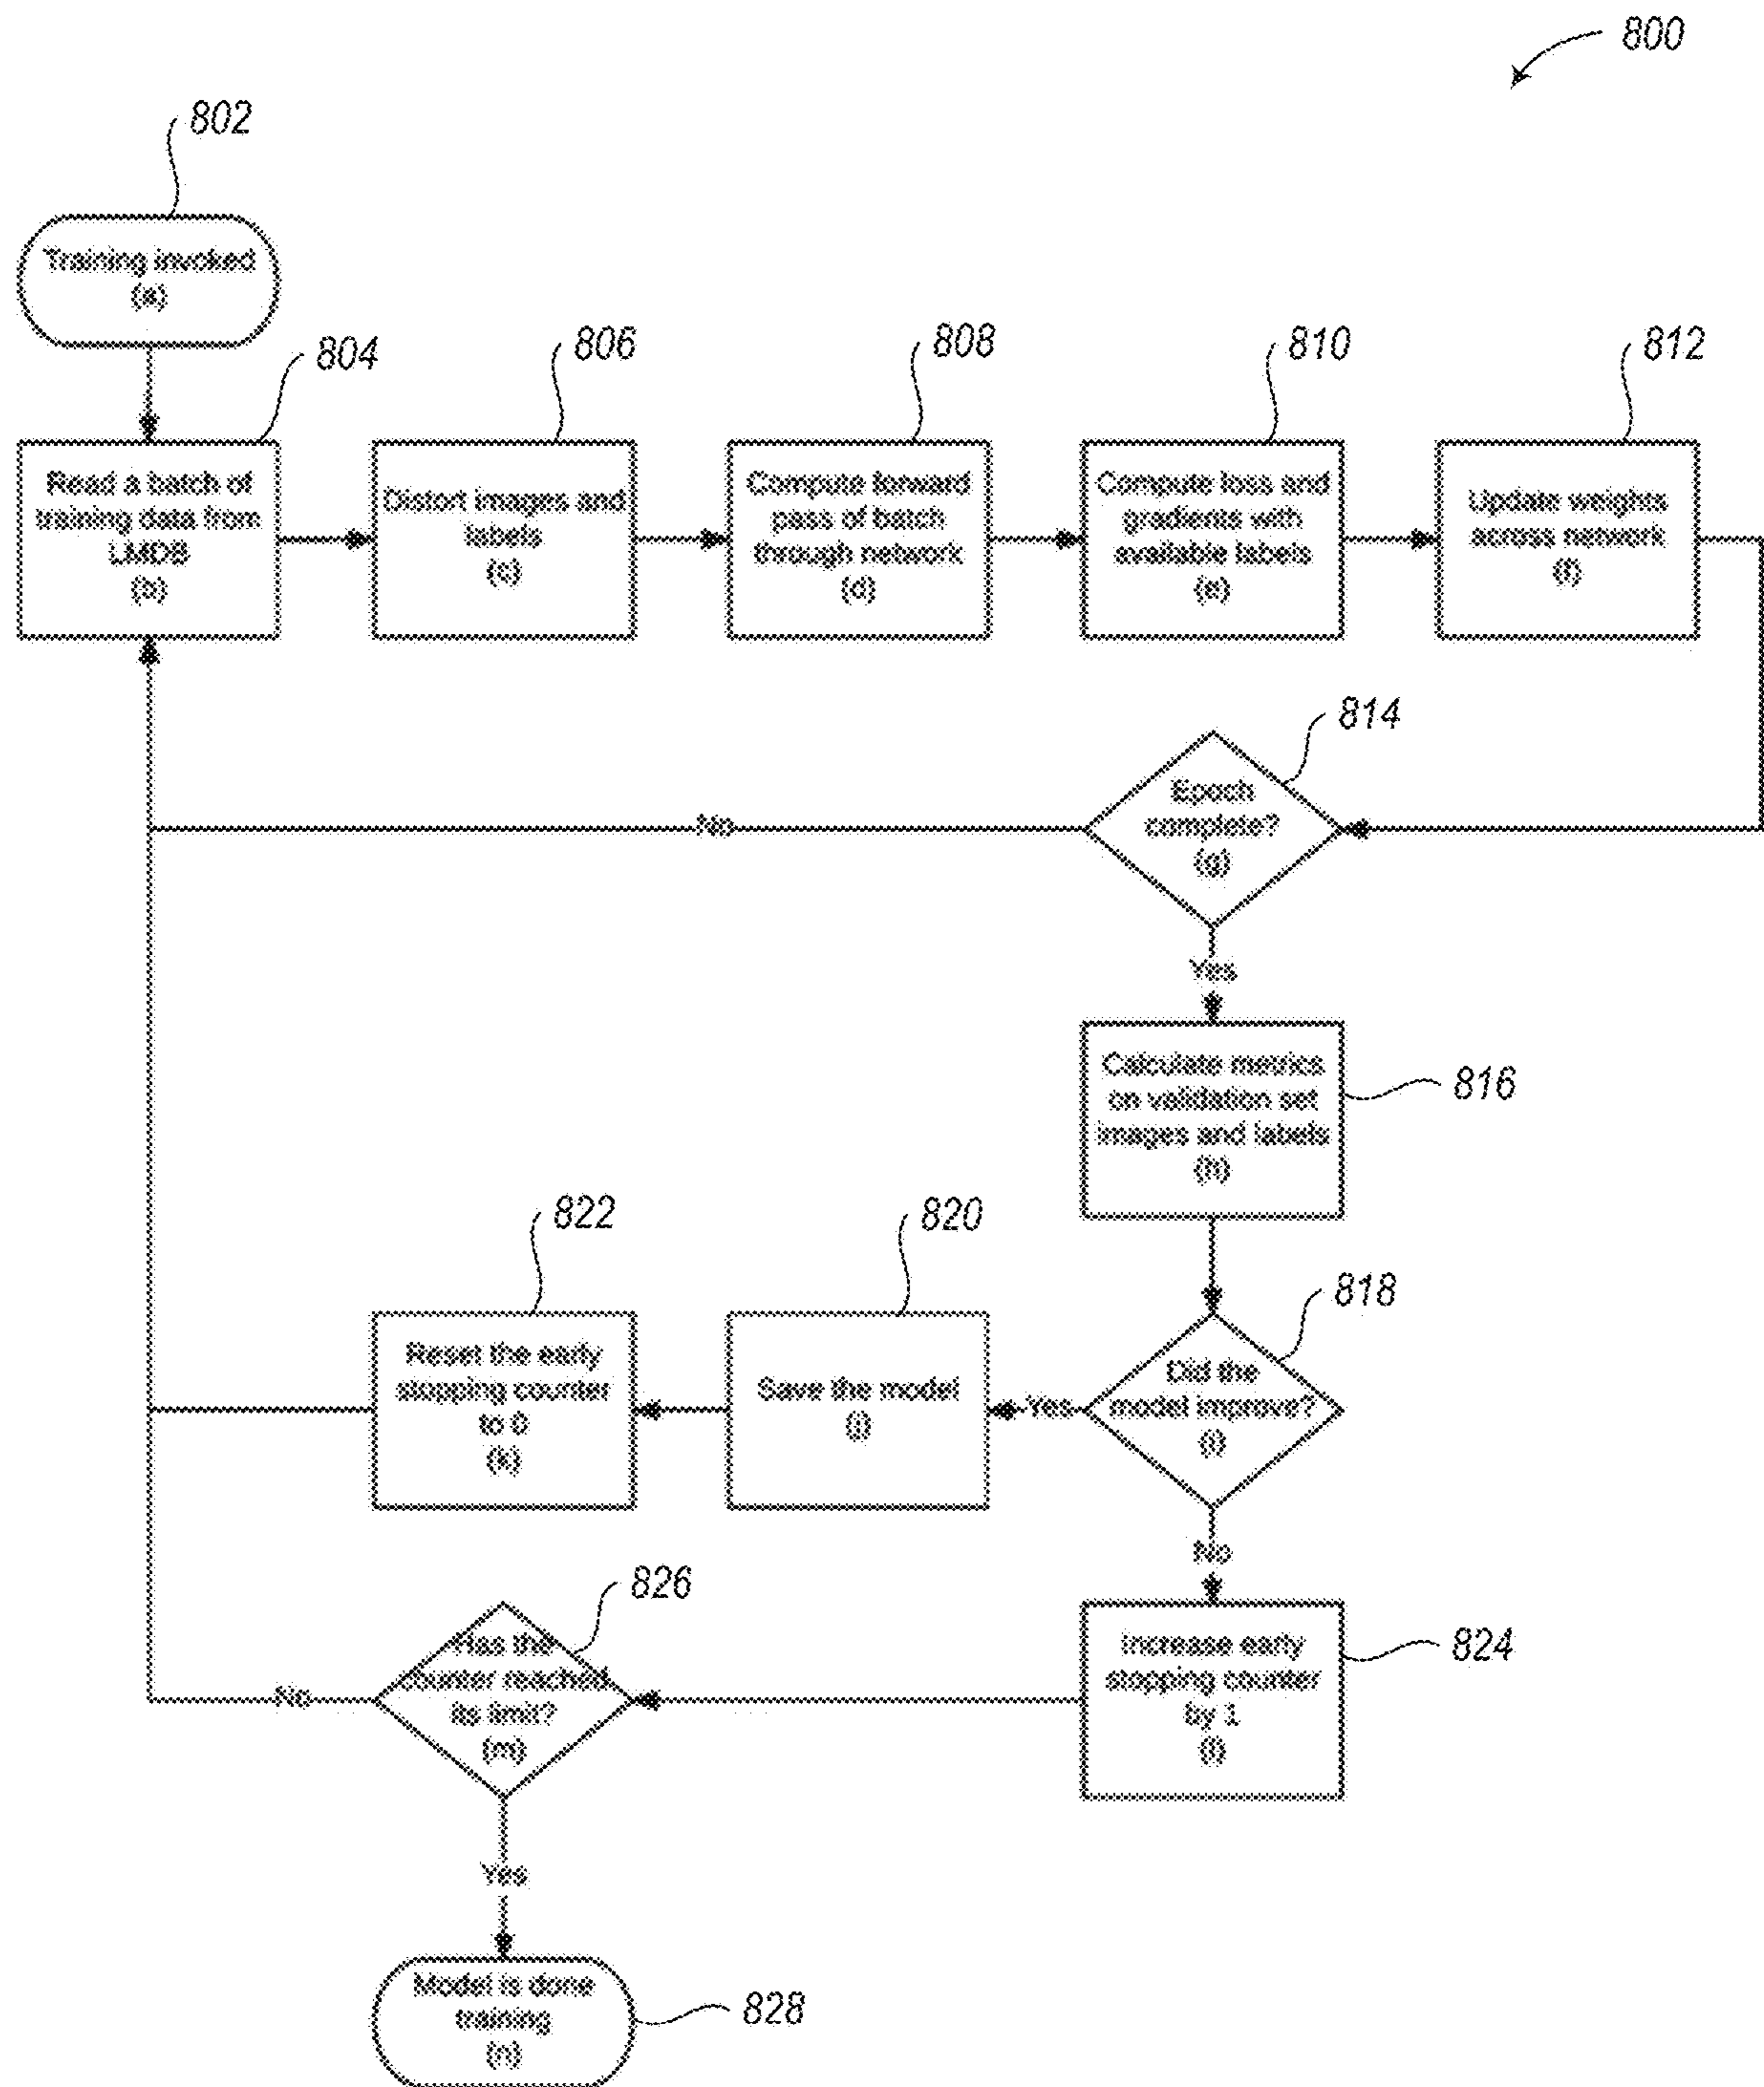 800
802
Training invoked
(a)
804
806
808
810
812
Read a batch of
training data from
LMDB
(b)
Distort images and
labels
(c)
Compute forward
pass of batch
through network
(d)
Compute loss and
gradients with
available labels
(e)
Update weights
across network
(f)
814
Epoch
complete?
(g)
No
Yes
816
Calculate metrics
on validation set
images and labels
(h)
822
820
818
Reset the early
stopping counter
to 0
(k)
Save the model
(j)
Yes
Did the
model improve?
(i)
No
826
Has the
counter reached
its limit?
(m)
No
824
Increase early
stopping counter
by 1
(l)
Yes
828
Model is done
training
(n)